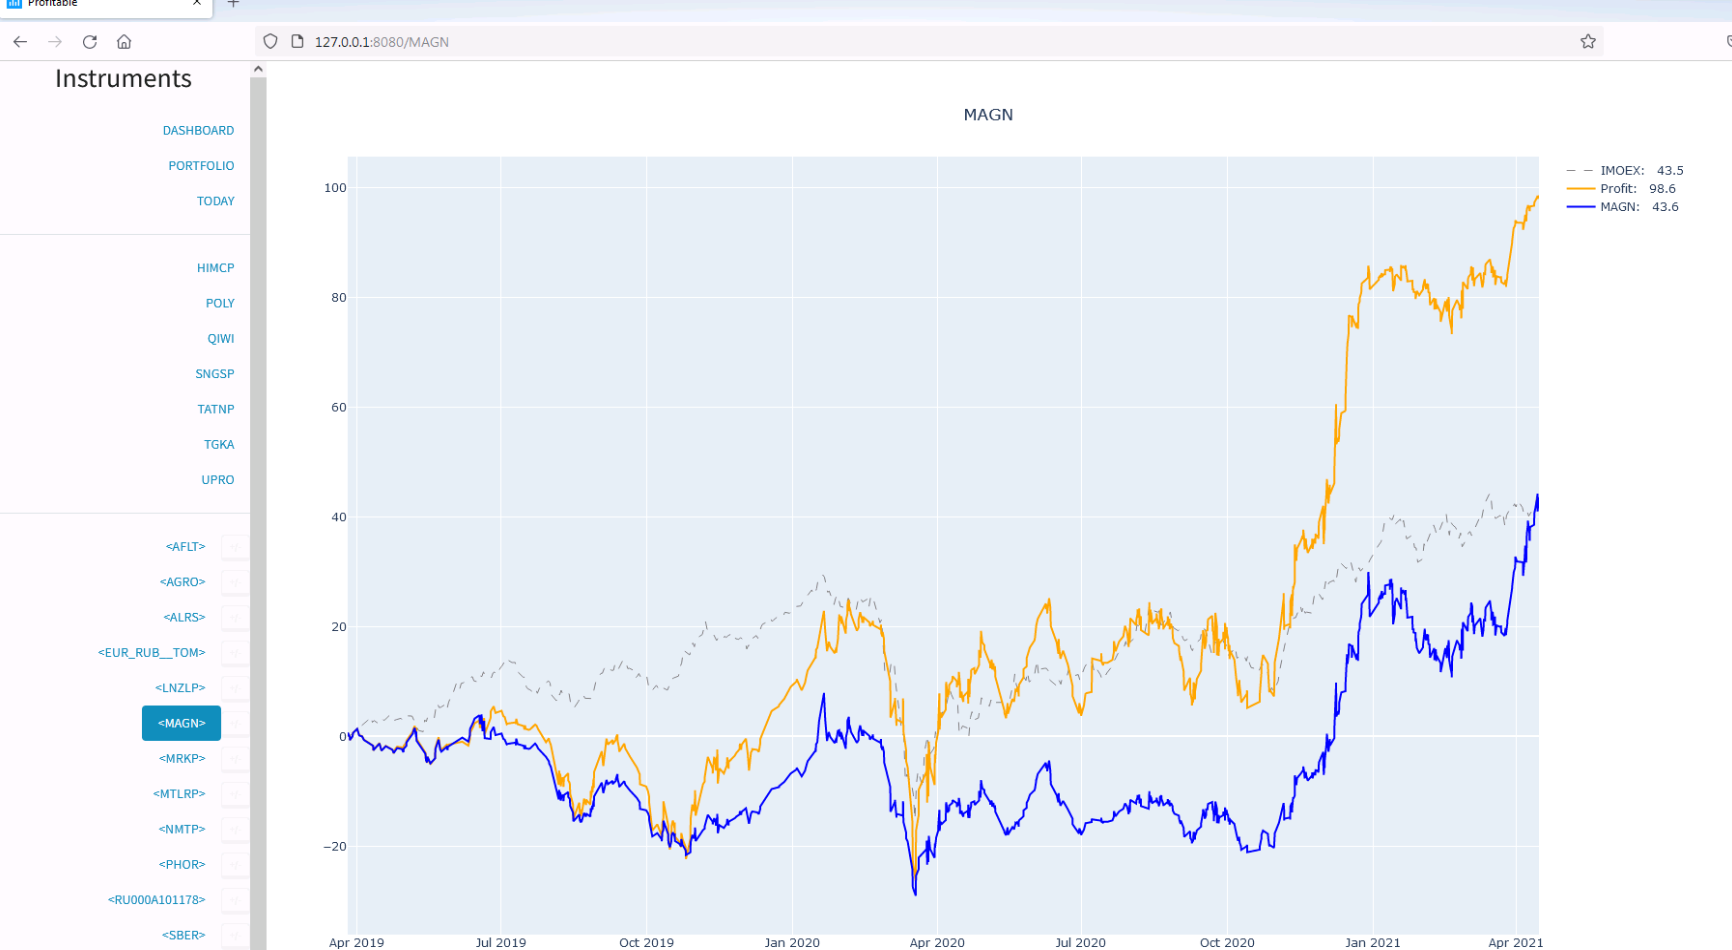 Profitable
127.0.0.1:8080/MAGN
Instruments
DASHBOARD
PORTFOLIO
TODAY
HIMCP
POLY
QIWI
SNGSP
TATNP
TGKA
UPRO
<AFLT>
<AGRO>
<ALRS>
<EUR_RUB__TOM>
<LNZLP>
<MAGN>
<MRKP>
<MTLRP>
<NMTP>
<PHOR>
<RU000A101178>
<SBER>
MAGN
100
80
60
40
20
0
−20
Apr 2019 Jul 2019 Oct 2019 Jan 2020 Apr 2020 Jul 2020 Oct 2020 Jan 2021 Apr 2021
IMOEX: 43.5
Profit: 98.6
MAGN: 43.6